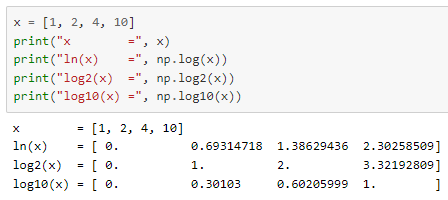 x = [1, 2, 4, 10]
print("x        =", x)
print("ln(x)    =", np.log(x))
print("log2(x)  =", np.log2(x))
print("log10(x) =", np.log10(x))
x        = [1, 2, 4, 10]
ln(x)    = [ 0.          0.69314718  1.38629436  2.30258509]
log2(x)  = [ 0.          1.          2.          3.32192809]
log10(x) = [ 0.          0.30103     0.60205999  1.        ]